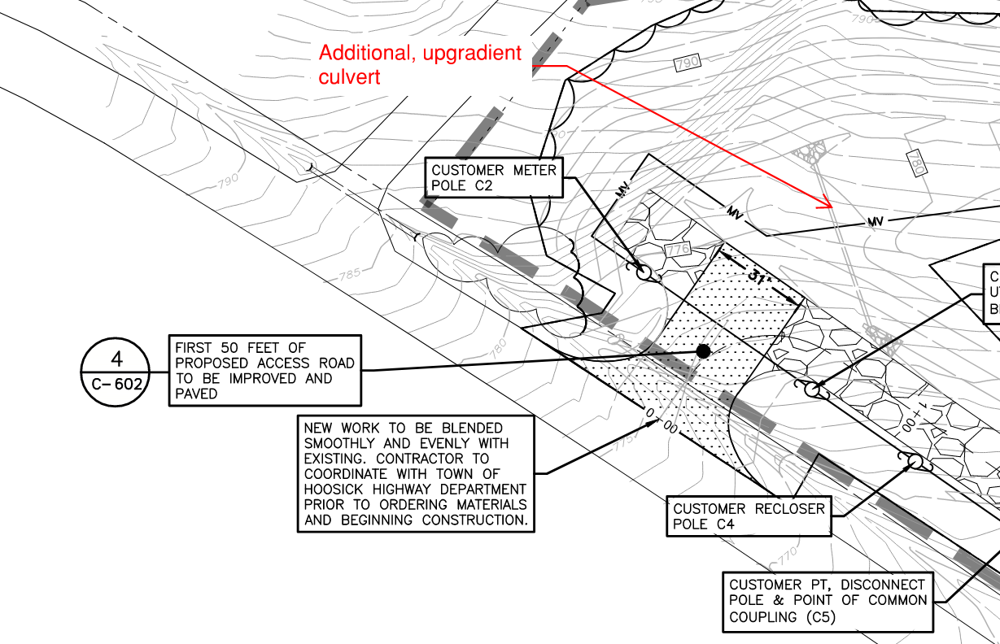 790
790
Additional, upgradient
culvert
790
780
CUSTOMER METER
POLE C2
790
MV
MV
MV
776
31'
785
780
4
C-602
FIRST 50 FEET OF
PROPOSED ACCESS ROAD
TO BE IMPROVED AND
PAVED
0+00
1+00
775
NEW WORK TO BE BLENDED
SMOOTHLY AND EVENLY WITH
EXISTING. CONTRACTOR TO
COORDINATE WITH TOWN OF
HOOSICK HIGHWAY DEPARTMENT
PRIOR TO ORDERING MATERIALS
AND BEGINNING CONSTRUCTION.
CUSTOMER RECLOSER
POLE C4
770
CUSTOMER PT, DISCONNECT
POLE & POINT OF COMMON
COUPLING (C5)